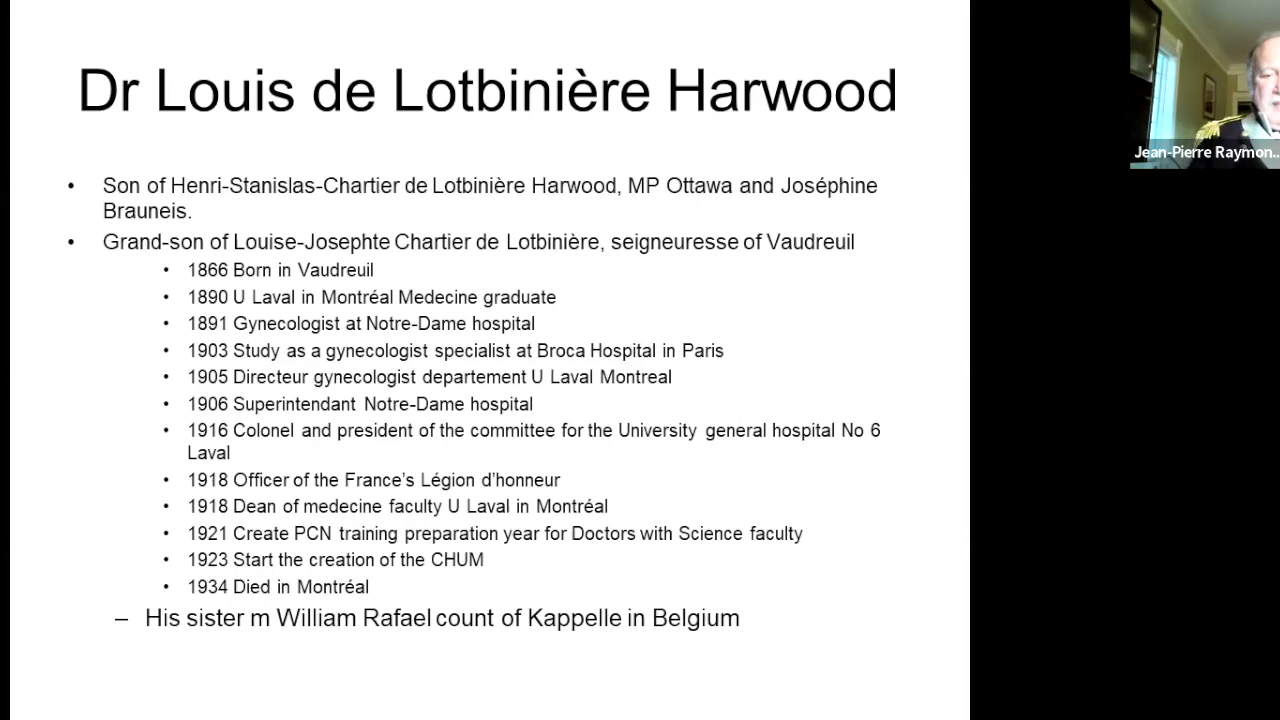 Dr Louis de Lotbinière Harwood
• Son of Henri-Stanislas-Chartier de Lotbinière Harwood, MP Ottawa and Joséphine
Brauneis.
• Grand-son of Louise-Josephte Chartier de Lotbinière, seigneuresse of Vaudreuil
• 1866 Born in Vaudreuil
• 1890 U Laval in Montréal Medecine graduate
• 1891 Gynecologist at Notre-Dame hospital
• 1903 Study as a gynecologist specialist at Broca Hospital in Paris
• 1905 Directeur gynecologist departement U Laval Montreal
• 1906 Superintendant Notre-Dame hospital
• 1916 Colonel and president of the committee for the University general hospital No 6
Laval
• 1918 Officer of the France’s Légion d’honneur
• 1918 Dean of medecine faculty U Laval in Montréal
• 1921 Create PCN training preparation year for Doctors with Science faculty
• 1923 Start the creation of the CHUM
• 1934 Died in Montréal
– His sister m William Rafael count of Kappelle in Belgium
Jean-Pierre Raymon...